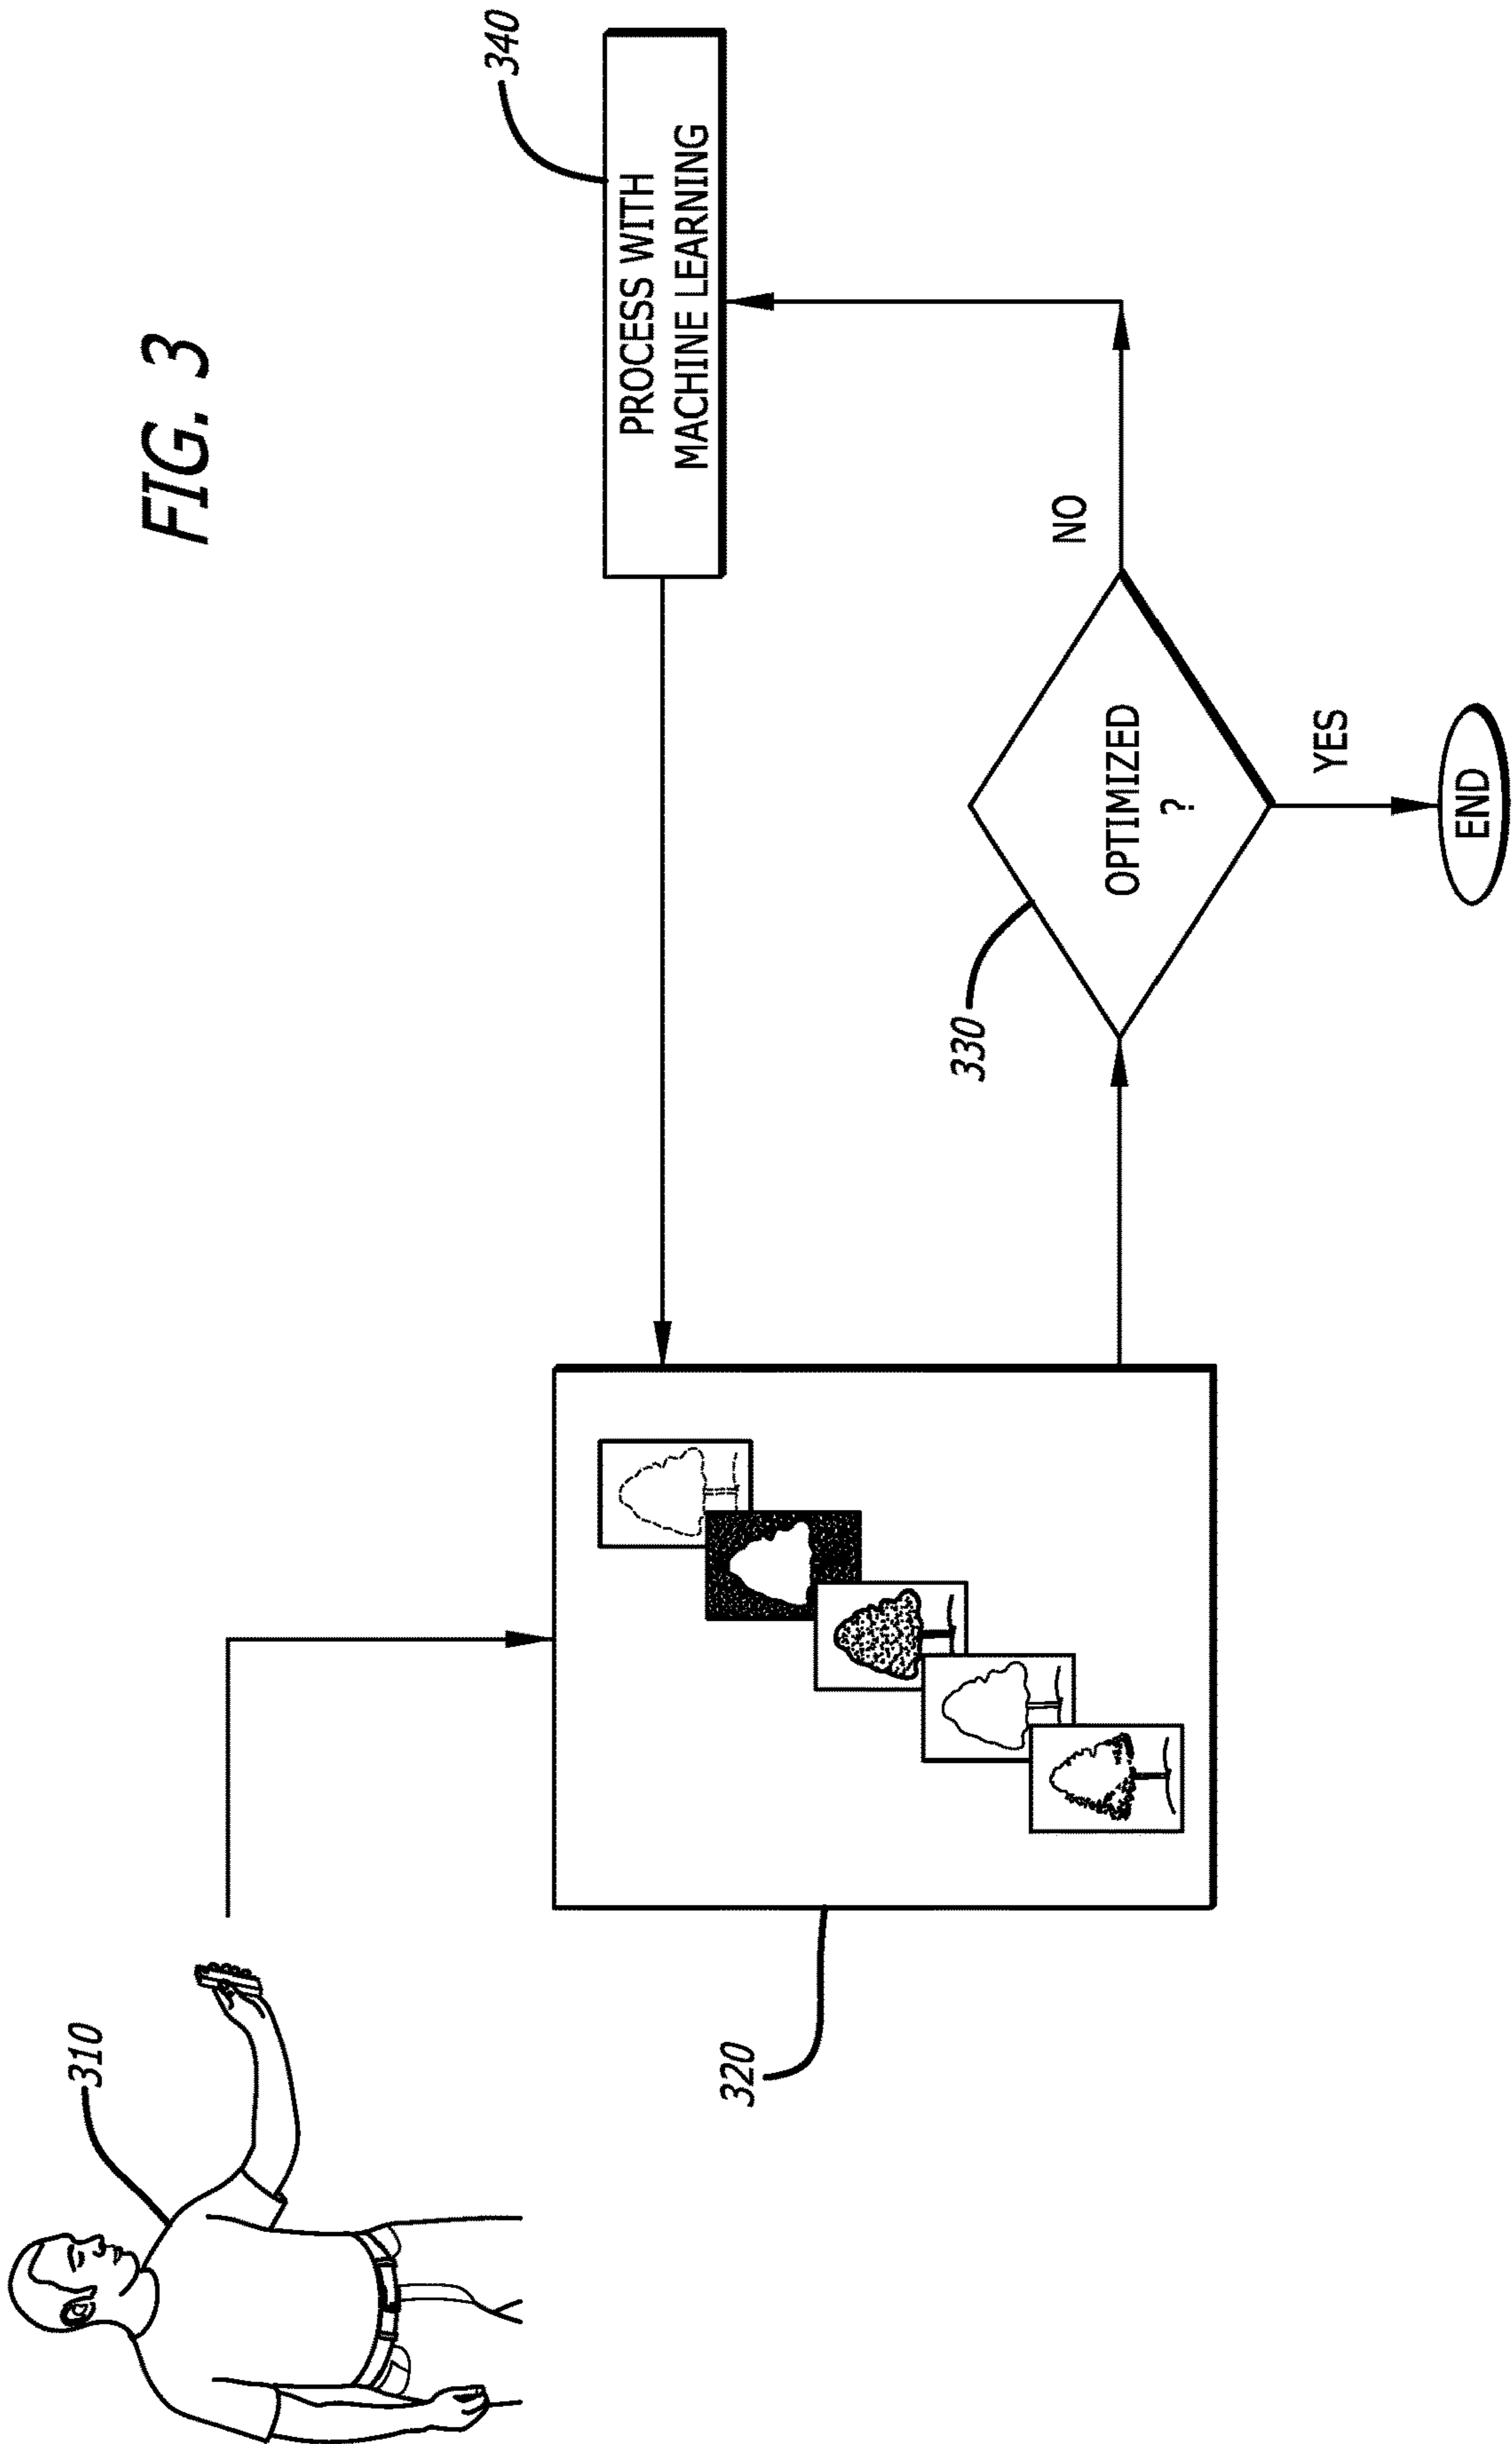 FIG. 3
310
320
330
OPTIMIZED
?
NO
YES
END
340
PROCESS WITH
MACHINE LEARNING